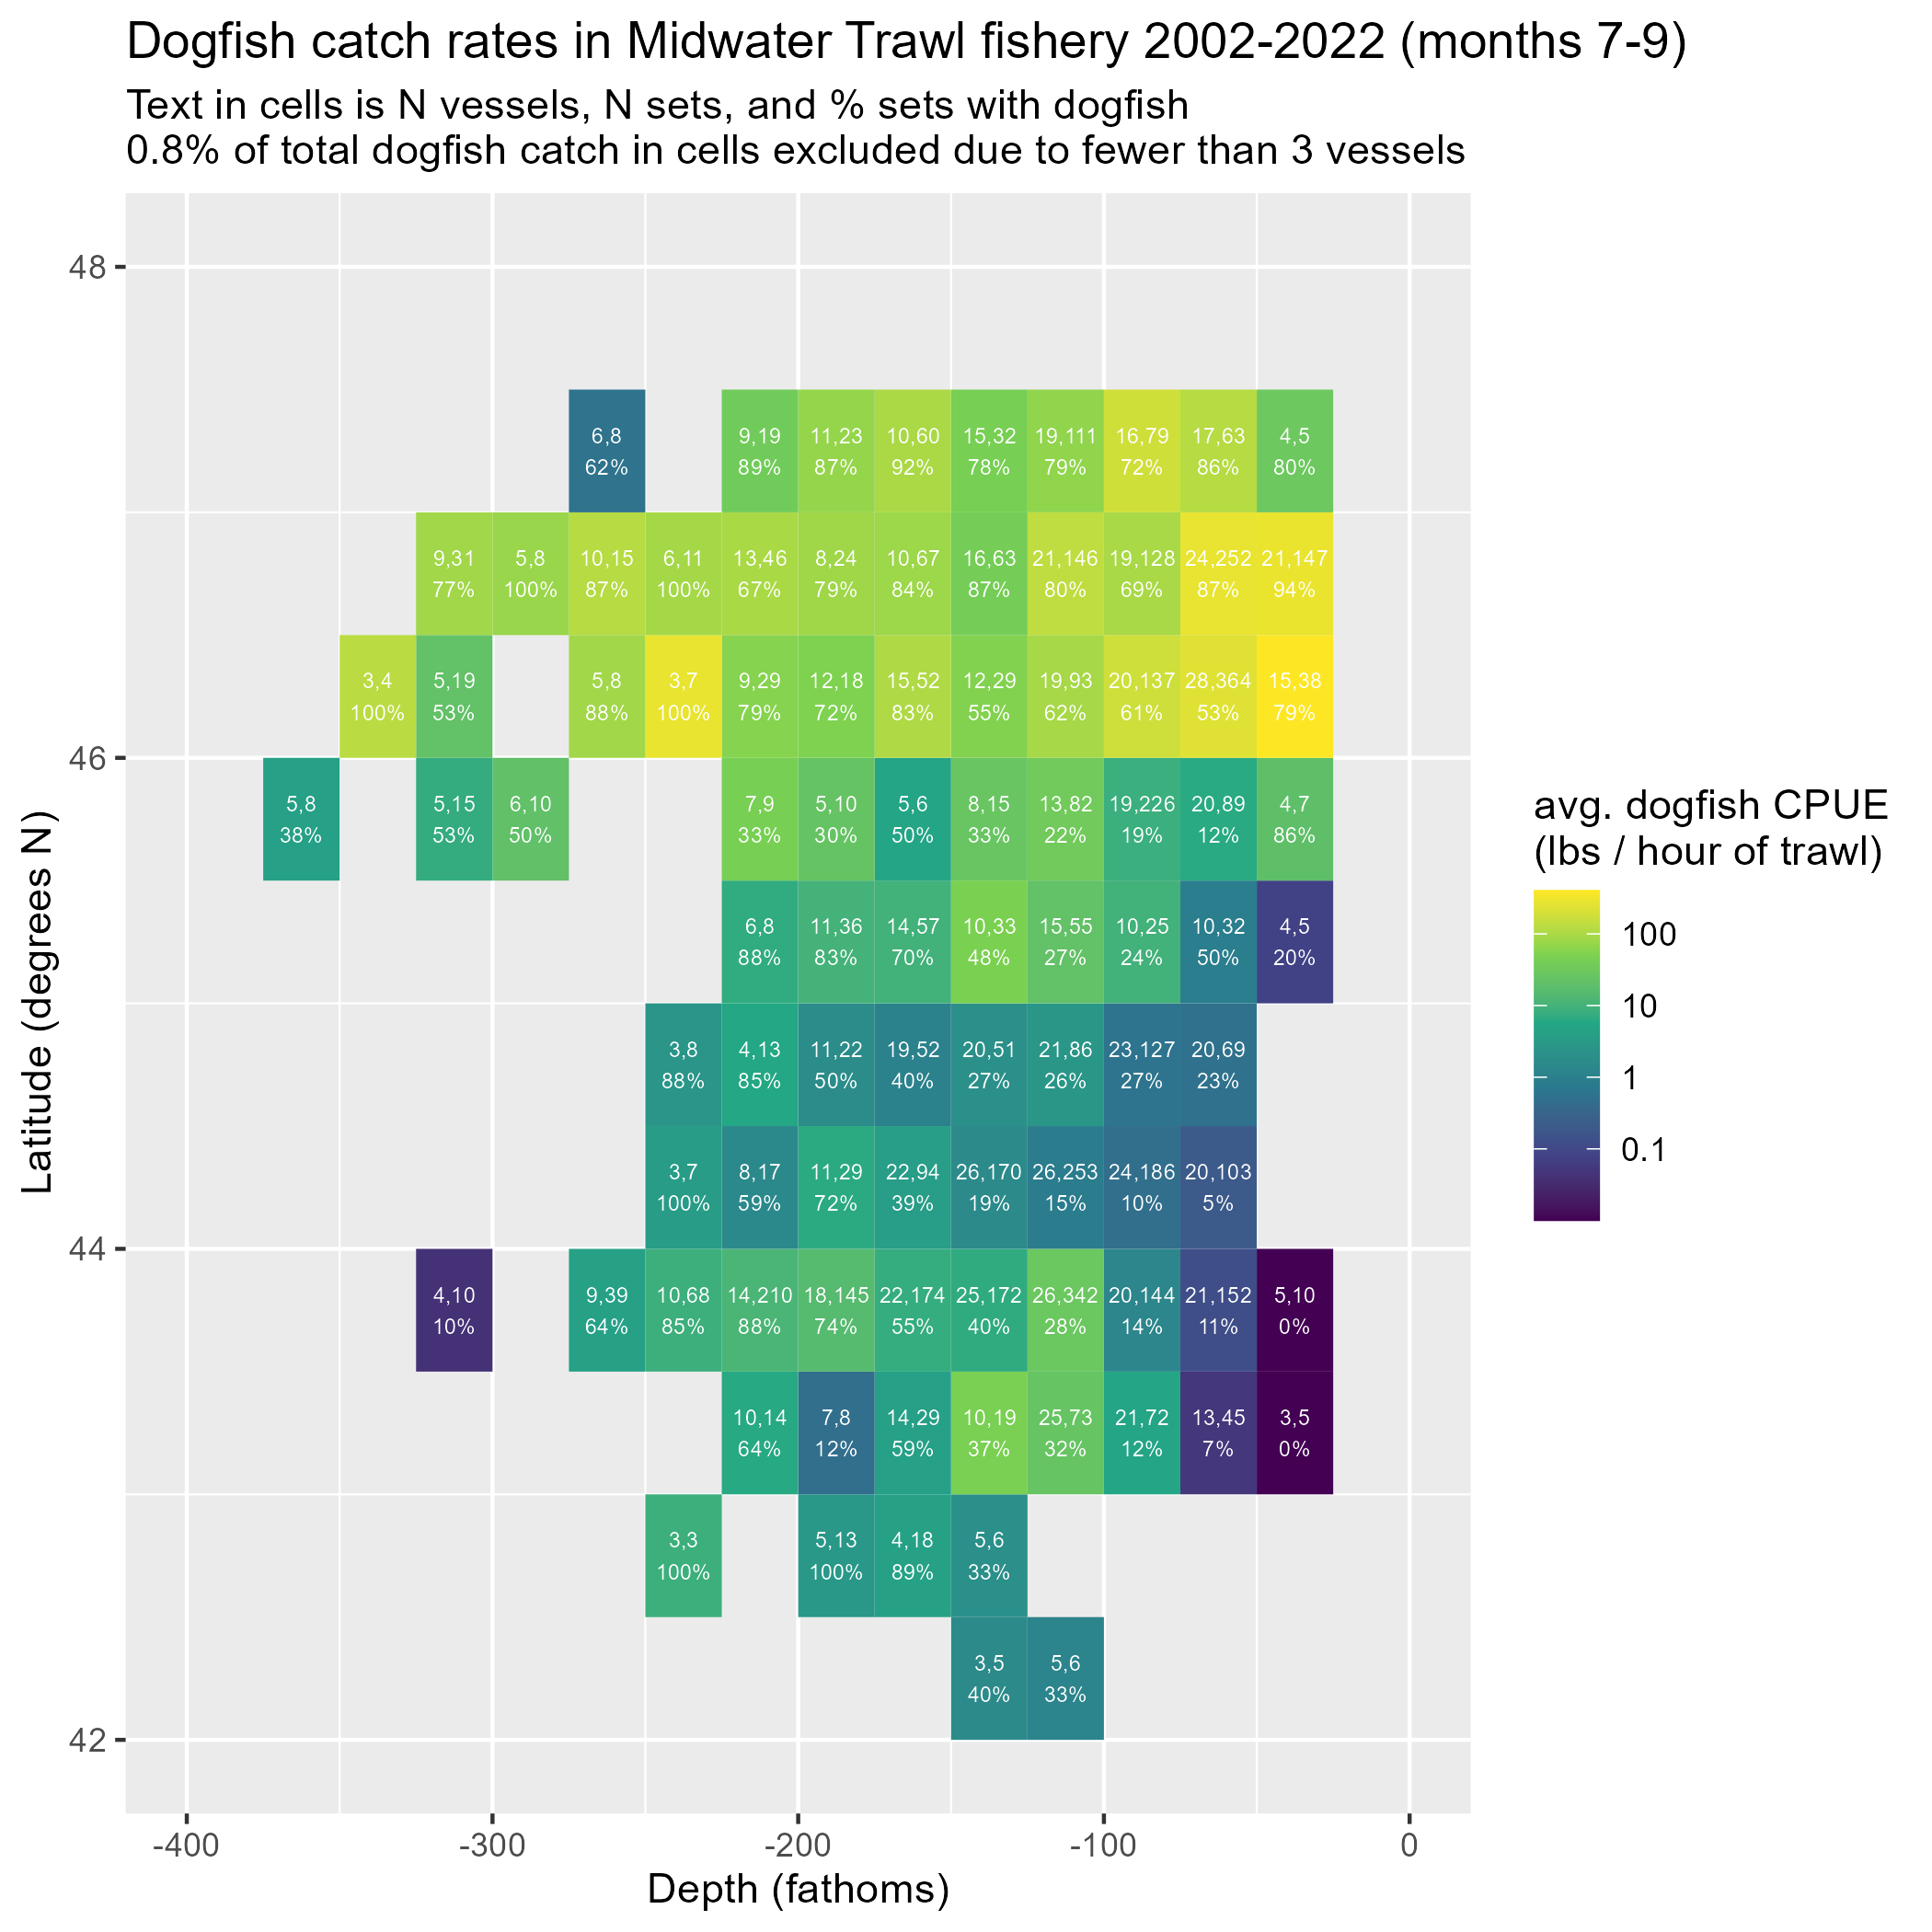 Dogfish catch rates in Midwater Trawl fishery 2002-2022 (months 7-9)
Text in cells is N vessels, N sets, and % sets with dogfish
0.8% of total dogfish catch in cells excluded due to fewer than 3 vessels
48
6,8 9,19 11,23 10,60 15,32 19,111 16,79 17,63 4,5
62% 89% 87% 92% 78% 79% 72% 86% 80%
9,31 5,8 10,15 6,11 13,46 8,24 10,67 16,63 21,146 19,128 24,252 21,147
77% 100% 87% 100% 67% 79% 84% 87% 80% 69% 87% 94%
3,4 5,19 5,8 3,7 9,29 12,18 15,52 12,29 19,93 20,137 28,364 15,38
100% 53% 88% 100% 79% 72% 83% 55% 62% 61% 53% 79%
46
5,8 5,15 6,10 7,9 5,10 5,6 8,15 13,82 19,226 20,89 4,7
38% 53% 50% 33% 30% 50% 33% 22% 19% 12% 86%
6,8 11,36 14,57 10,33 15,55 10,25 10,32 4,5
88% 83% 70% 48% 27% 24% 50% 20%
3,8 4,13 11,22 19,52 20,51 21,86 23,127 20,69
88% 85% 50% 40% 27% 26% 27% 23%
3,7 8,17 11,29 22,94 26,170 26,253 24,186 20,103
100% 59% 72% 39% 19% 15% 10% 5%
44
4,10 9,39 10,68 14,210 18,145 22,174 25,172 26,342 20,144 21,152 5,10
10% 64% 85% 88% 74% 55% 40% 28% 14% 11% 0%
10,14 7,8 14,29 10,19 25,73 21,72 13,45 3,5
64% 12% 59% 37% 32% 12% 7% 0%
3,3 5,13 4,18 5,6
100% 100% 89% 33%
3,5 5,6
40% 33%
42
-400 -300 -200 -100 0
Depth (fathoms)
Latitude (degrees N)
avg. dogfish CPUE
(lbs / hour of trawl)
100
10
1
0.1